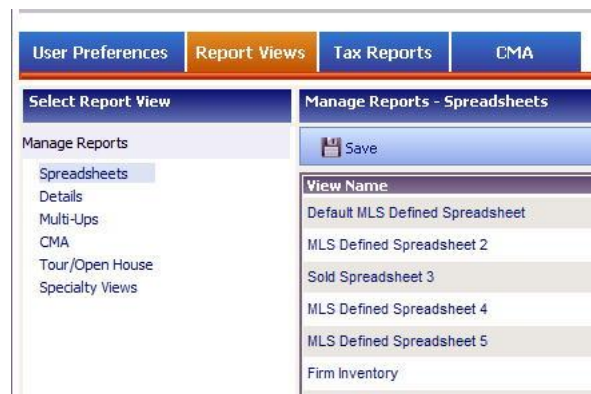 User Preferences
Report Views
Tax Reports
CMA
Select Report View
Manage Reports
Spreadsheets
Details
Multi-Ups
CMA
Tour/Open House
Specialty Views
Manage Reports - Spreadsheets
Save
View Name
Default MLS Defined Spreadsheet
MLS Defined Spreadsheet 2
Sold Spreadsheet 3
MLS Defined Spreadsheet 4
MLS Defined Spreadsheet 5
Firm Inventory